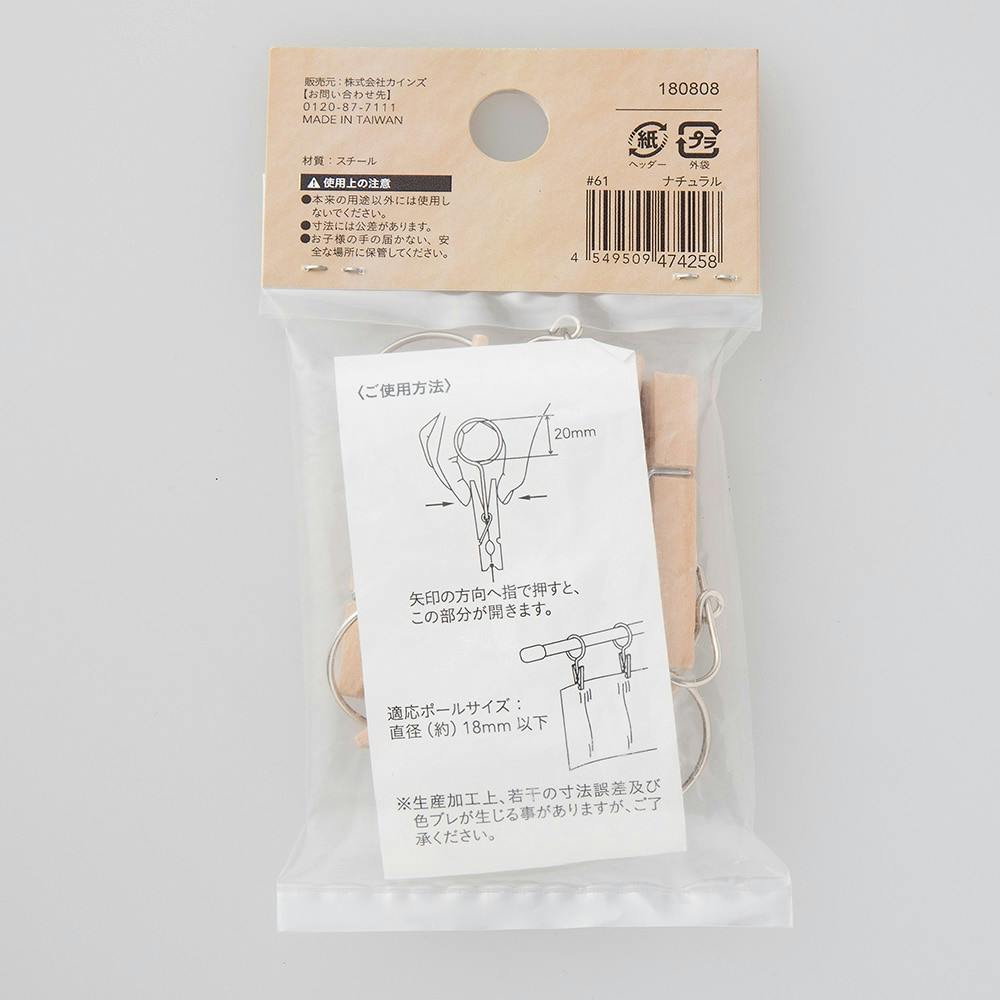 販売元：株式会社カインズ
【お問い合わせ先】
0120-87-7111
MADE IN TAIWAN
材質：スチール
使用上の注意
●本来の用途以外には使用し
ないでください。
●寸法には公差があります。
●お子様の手の届かない、安
全な場所に保管してください。
180808
紙
ヘッダー
プラ
外袋
#61 ナチュラル
4 549509 474258
〈ご使用方法〉
20mm
矢印の方向へ指で押すと、
この部分が開きます。
適応ポールサイズ：
直径（約）18mm 以下
※生産加工上、若干の寸法誤差及び
色ブレが生じる事がありますが、ご了
承ください。